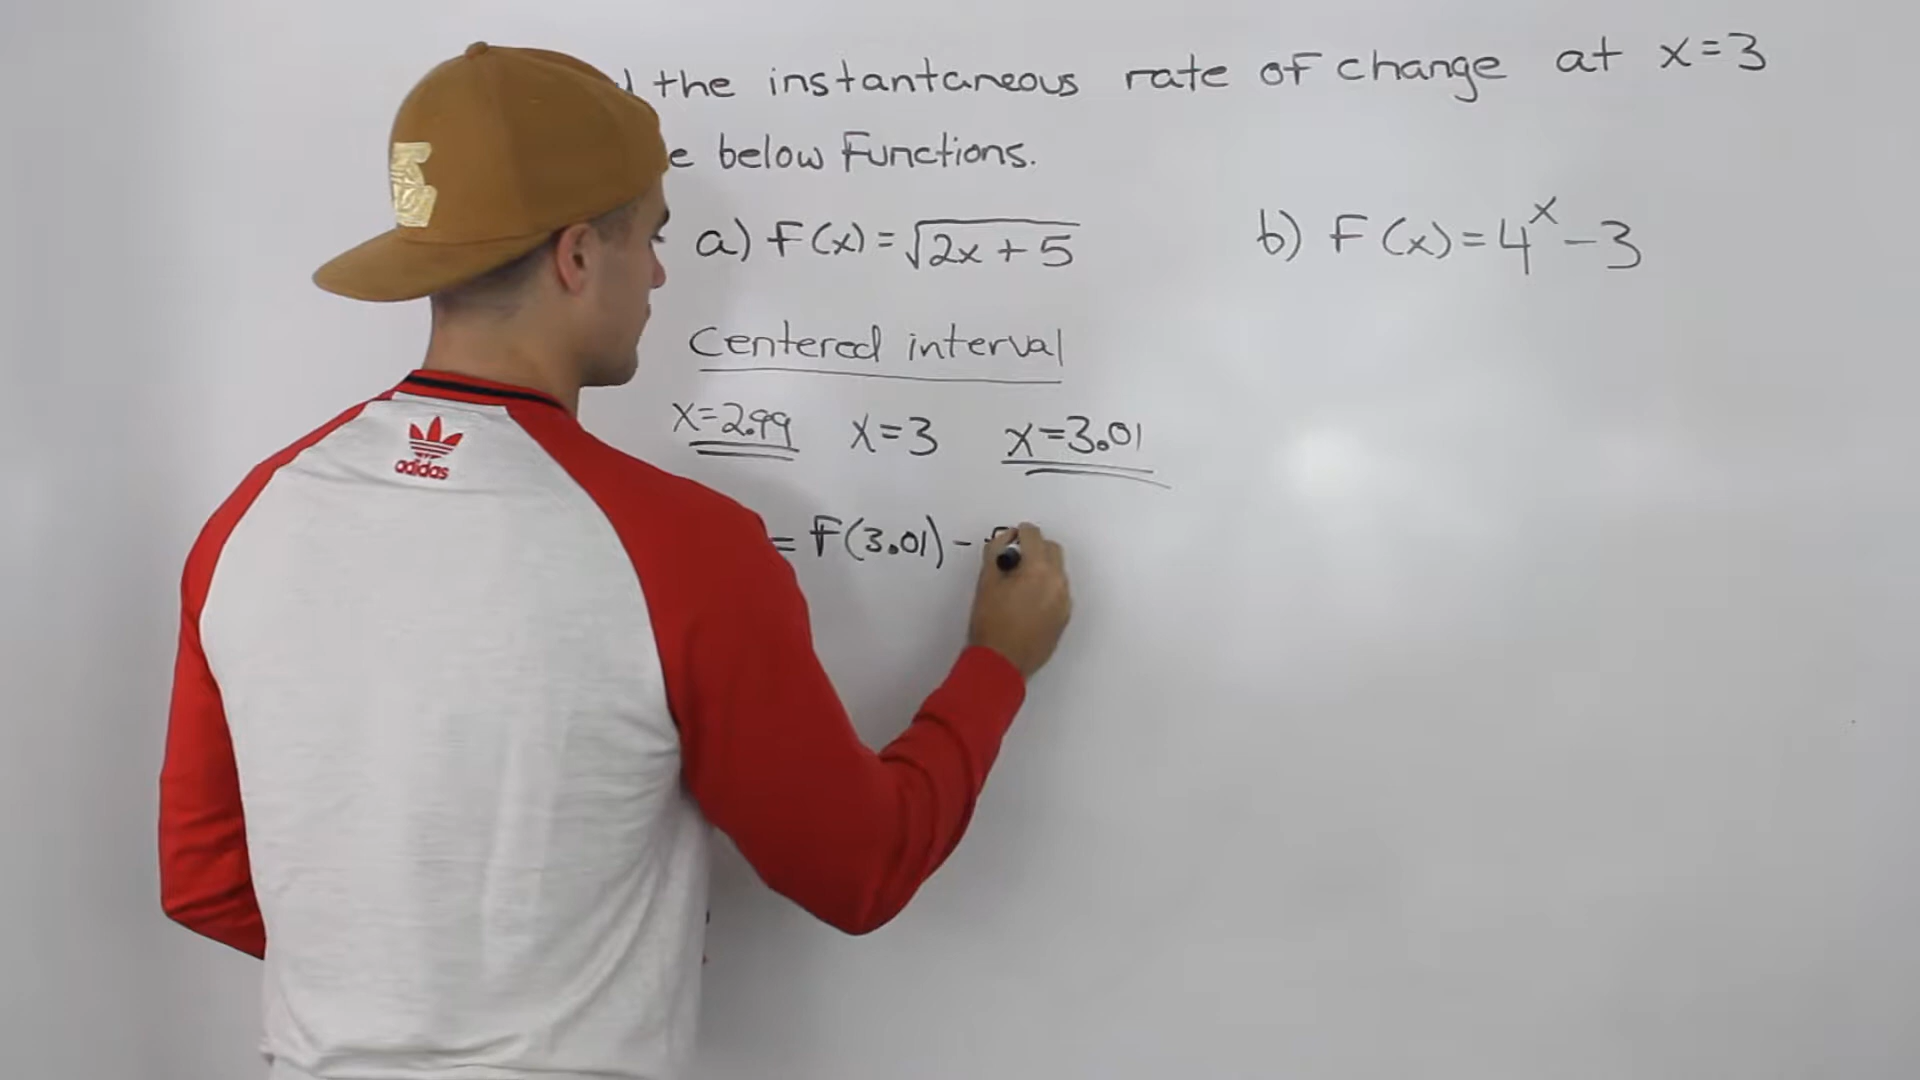 the instantaneous rate of change at x=3
below Functions.
a) F(x) = √2x + 5
b) F(x) = 4^x - 3
Centered interval
x=2.99 x=3 x=3.01
= F(3.01) -
adidas